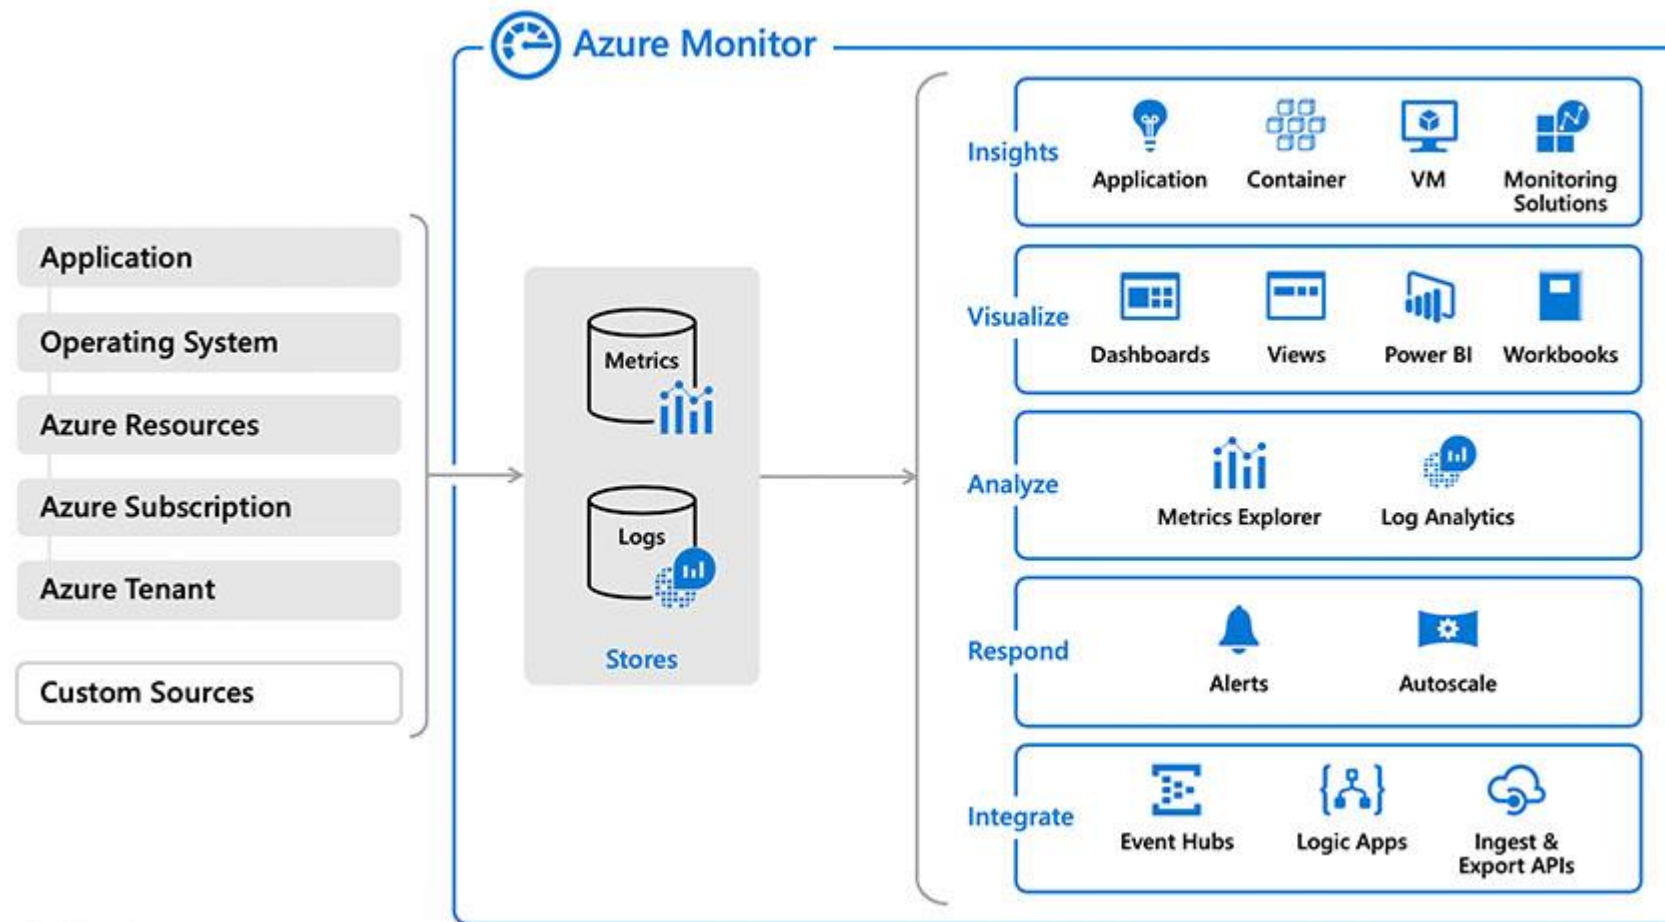 Azure Monitor
Application
Operating System
Azure Resources
Azure Subscription
Azure Tenant
Custom Sources
Metrics
Logs
Stores
Insights
Application
Container
VM
Monitoring
Solutions
Visualize
Dashboards
Views
Power BI
Workbooks
Analyze
Metrics Explorer
Log Analytics
Respond
Alerts
Autoscale
Integrate
Event Hubs
Logic Apps
Ingest &
Export APIs